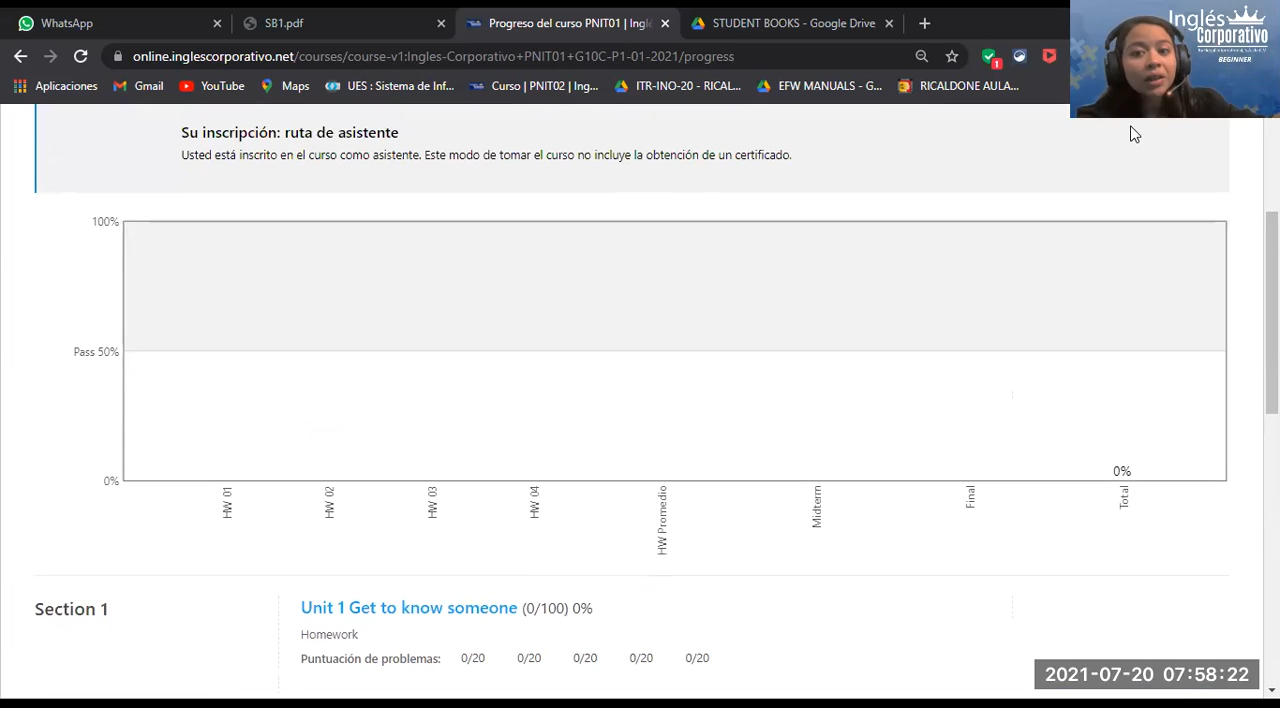 WhatsApp
SB1.pdf
Progreso del curso PNIT01 | Ingl
STUDENT BOOKS - Google Drive
online.inglescorporativo.net/courses/course-v1:Ingles-Corporativo+PNIT01+G10C-P1-01-2021/progress
Aplicaciones
Gmail
YouTube
Maps
UES : Sistema de Inf...
Curso | PNIT02 | Ing...
ITR-INO-20 - RICAL...
EFW MANUALS - G...
RICALDONE AULA...
1
Inglés
Corporativo
BEGINNER
Su inscripción: ruta de asistente
Usted está inscrito en el curso como asistente. Este modo de tomar el curso no incluye la obtención de un certificado.
100%
Pass 50%
0%
0%
HW 01
HW 02
HW 03
HW 04
HW Promedio
Midterm
Final
Total
Section 1
Unit 1 Get to know someone (0/100) 0%
Homework
Puntuación de problemas: 0/20 0/20 0/20 0/20 0/20
2021-07-20 07:58:22